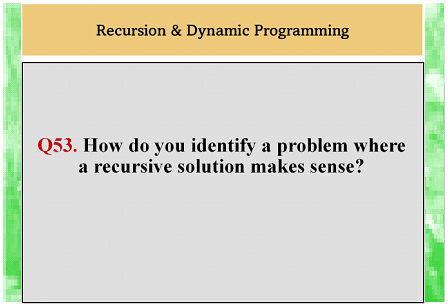 Recursion & Dynamic Programming
Q53. How do you identify a problem where
a recursive solution makes sense?